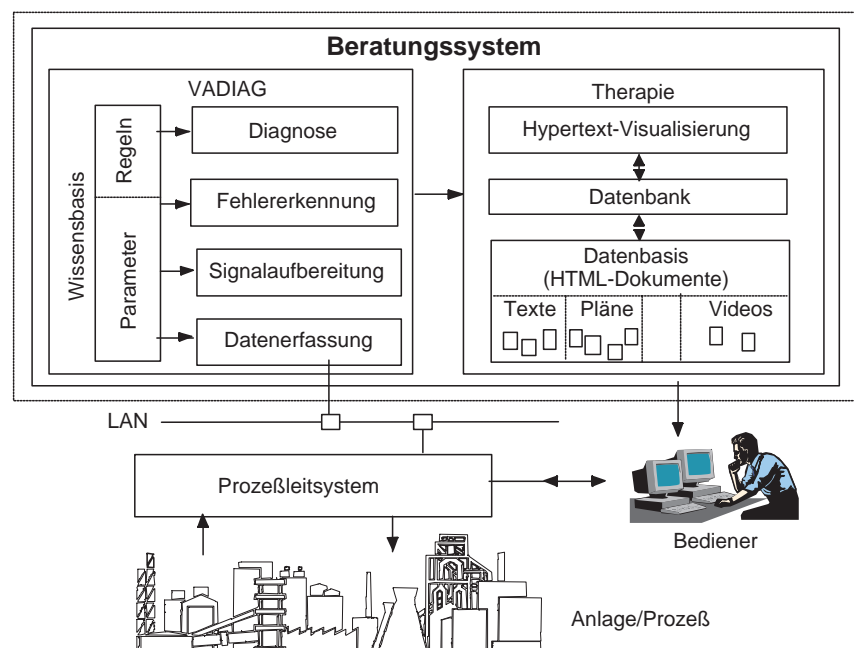 Beratungssystem
VADIAG
Wissensbasis
Regeln
Parameter
Diagnose
Fehlererkennung
Signalaufbereitung
Datenerfassung
Therapie
Hypertext-Visualisierung
Datenbank
Datenbasis
(HTML-Dokumente)
Texte
Pläne
Videos
LAN
Prozeßleitsystem
Bediener
Anlage/Prozeß